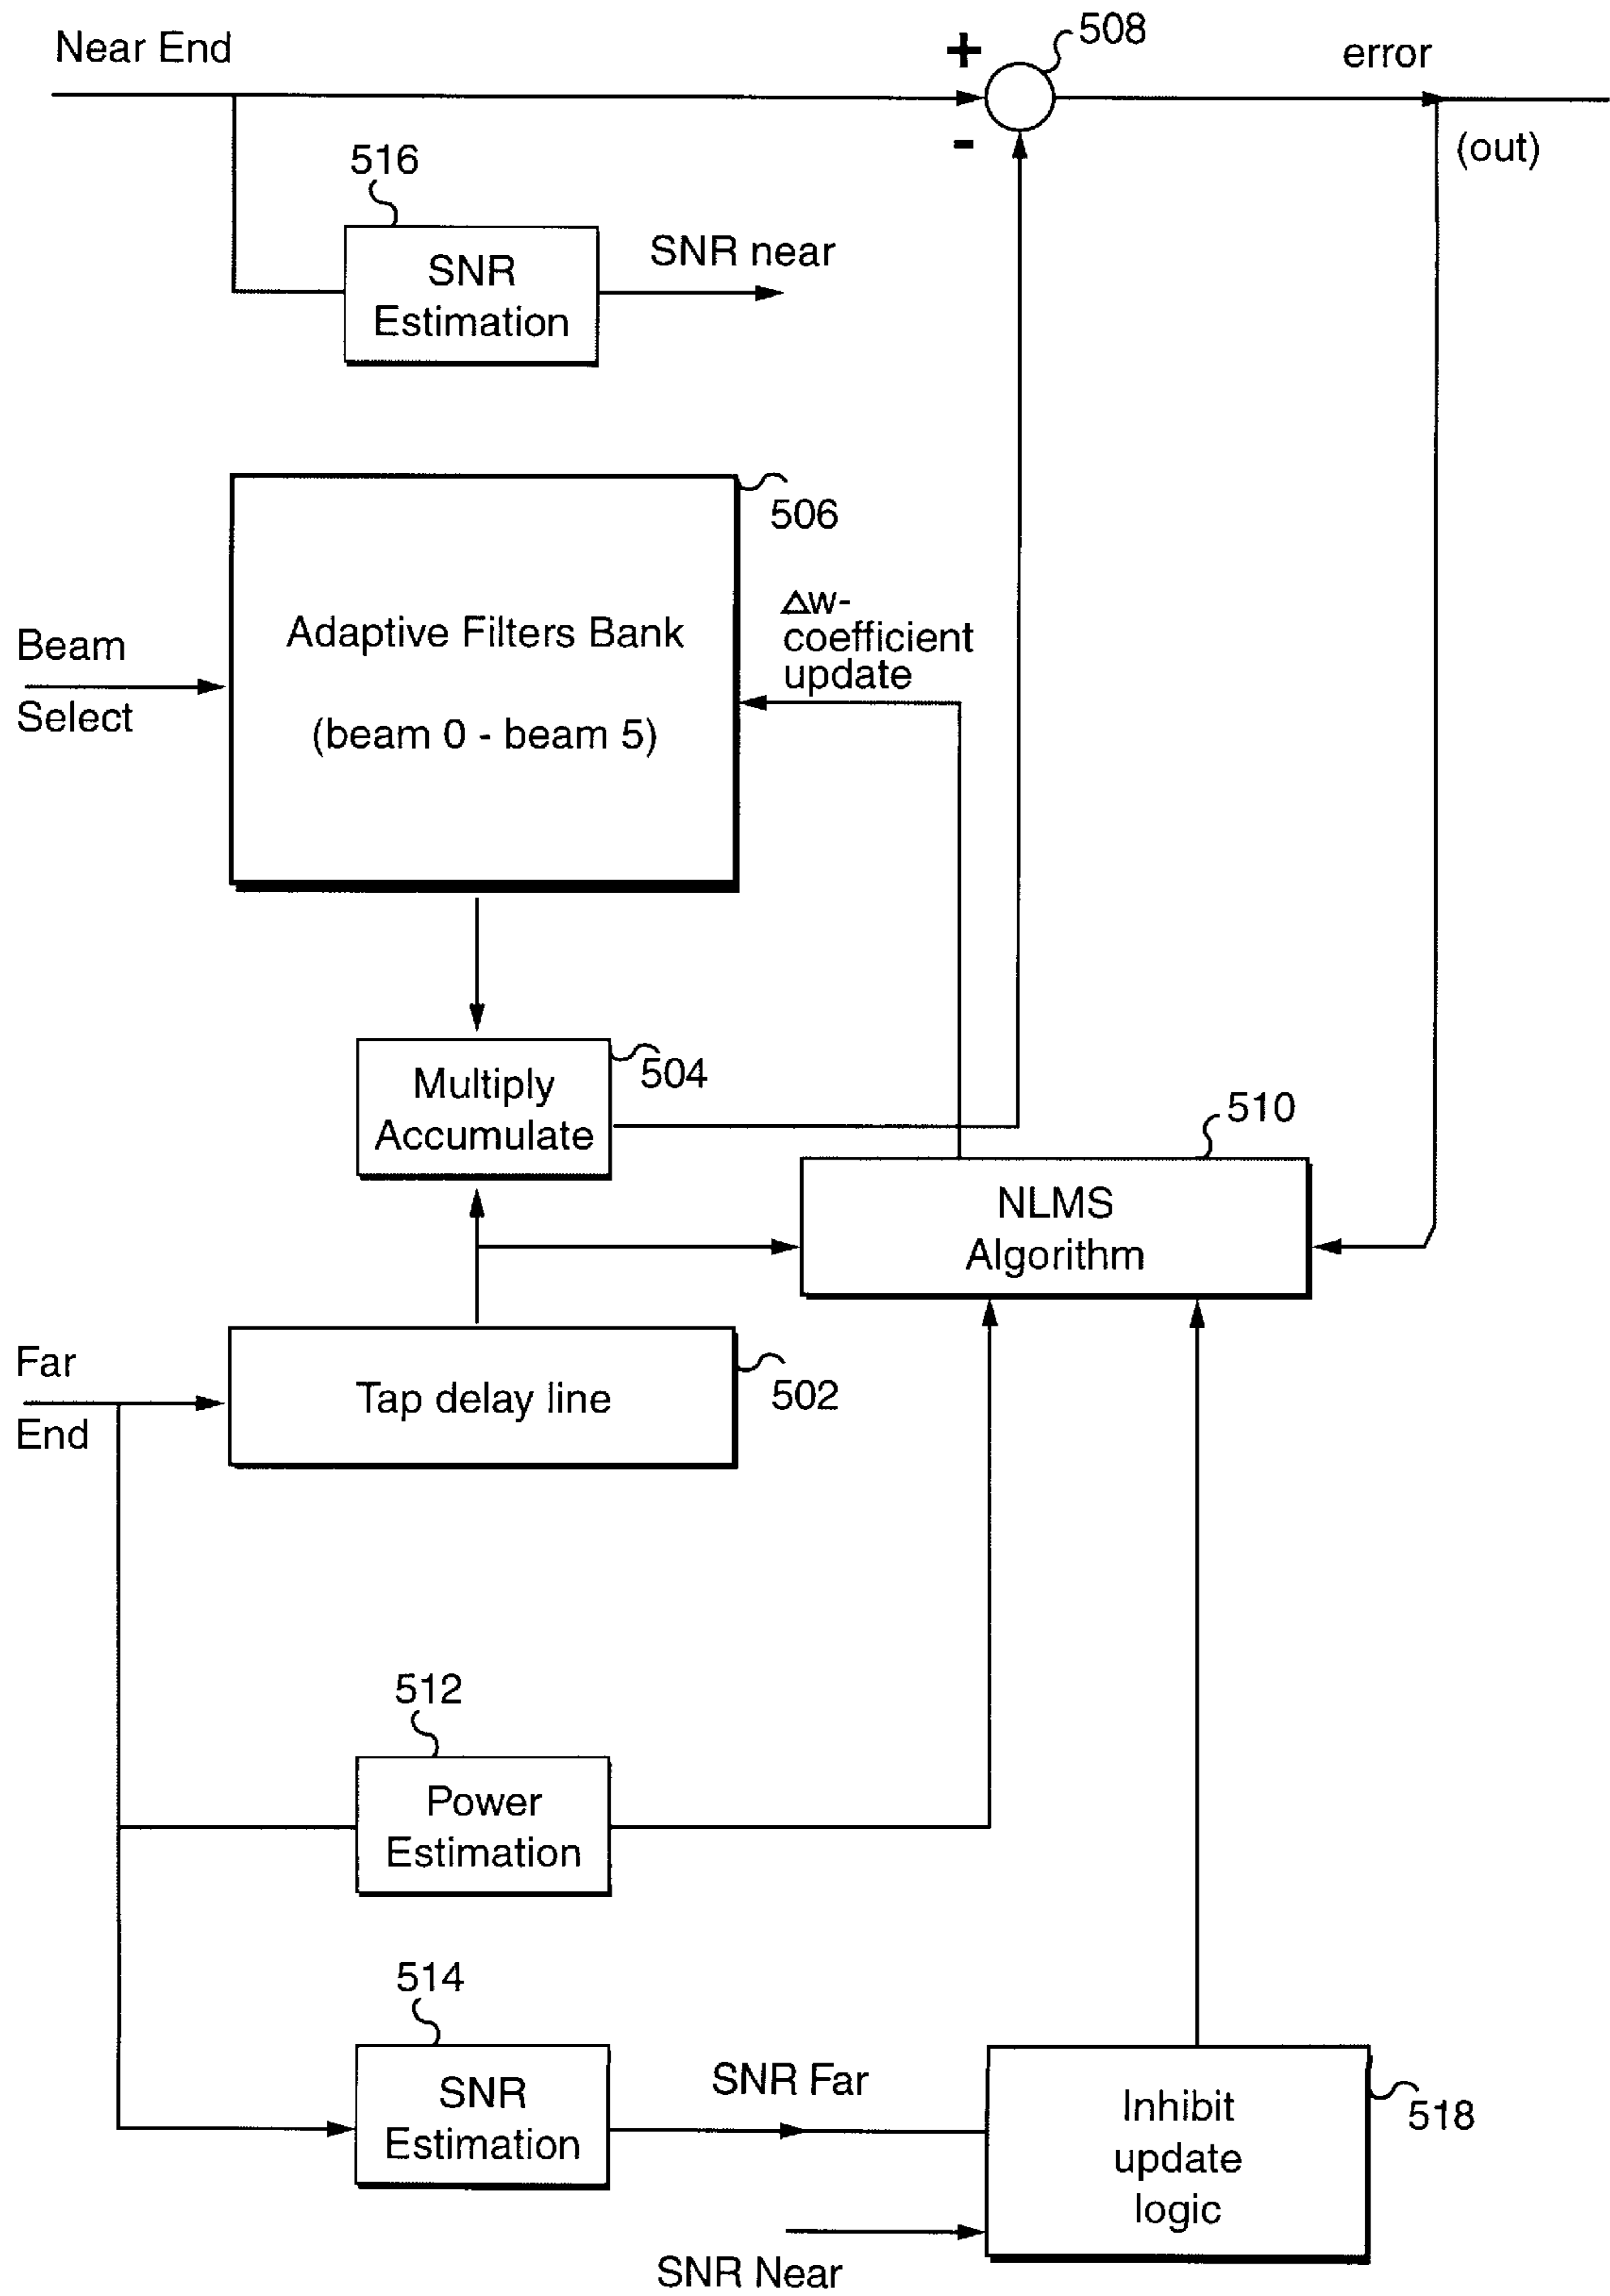 Near End
+
508
error
-
(out)
516
SNR
Estimation
SNR near
506
Adaptive Filters Bank
(beam 0 - beam 5)
Beam
Select
Δw-
coefficient
update
Multiply
Accumulate
504
510
NLMS
Algorithm
Far
End
Tap delay line
502
512
Power
Estimation
514
SNR
Estimation
SNR Far
Inhibit
update
logic
518
SNR Near